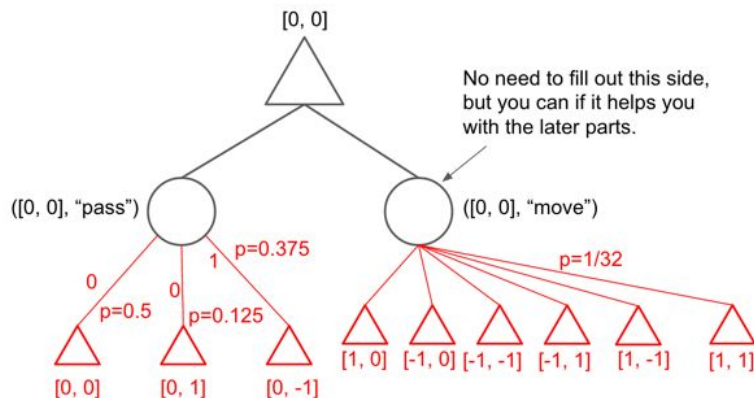 [0, 0]
No need to fill out this side,
but you can if it helps you
with the later parts.
([0, 0], “pass”)
([0, 0], “move”)
p=0.375
1
p=1/32
0
0
p=0.5
p=0.125
[1, 0]
[-1, 0]
[-1, -1]
[-1, 1]
[1, -1]
[1, 1]
[0, 0]
[0, 1]
[0, -1]